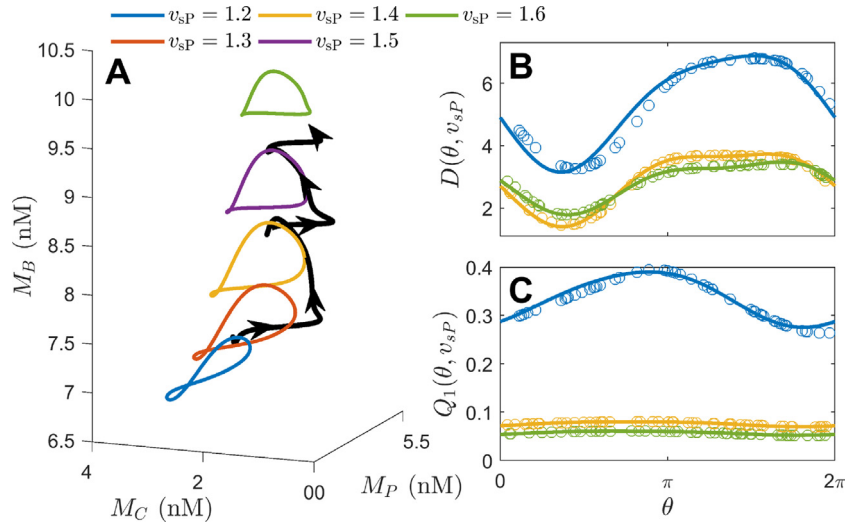 v_sP = 1.2 v_sP = 1.4 v_sP = 1.6
v_sP = 1.3 v_sP = 1.5
A
10.5
10
9.5
9
8.5
8
7.5
7
6.5
M_B (nM)
4
2
00
M_C (nM)
5.5
M_P (nM)
B
6
4
2
D(θ, v_sP)
C
0.4
0.3
0.2
0.1
0
Q_1(θ, v_sP)
0 π 2π
θ